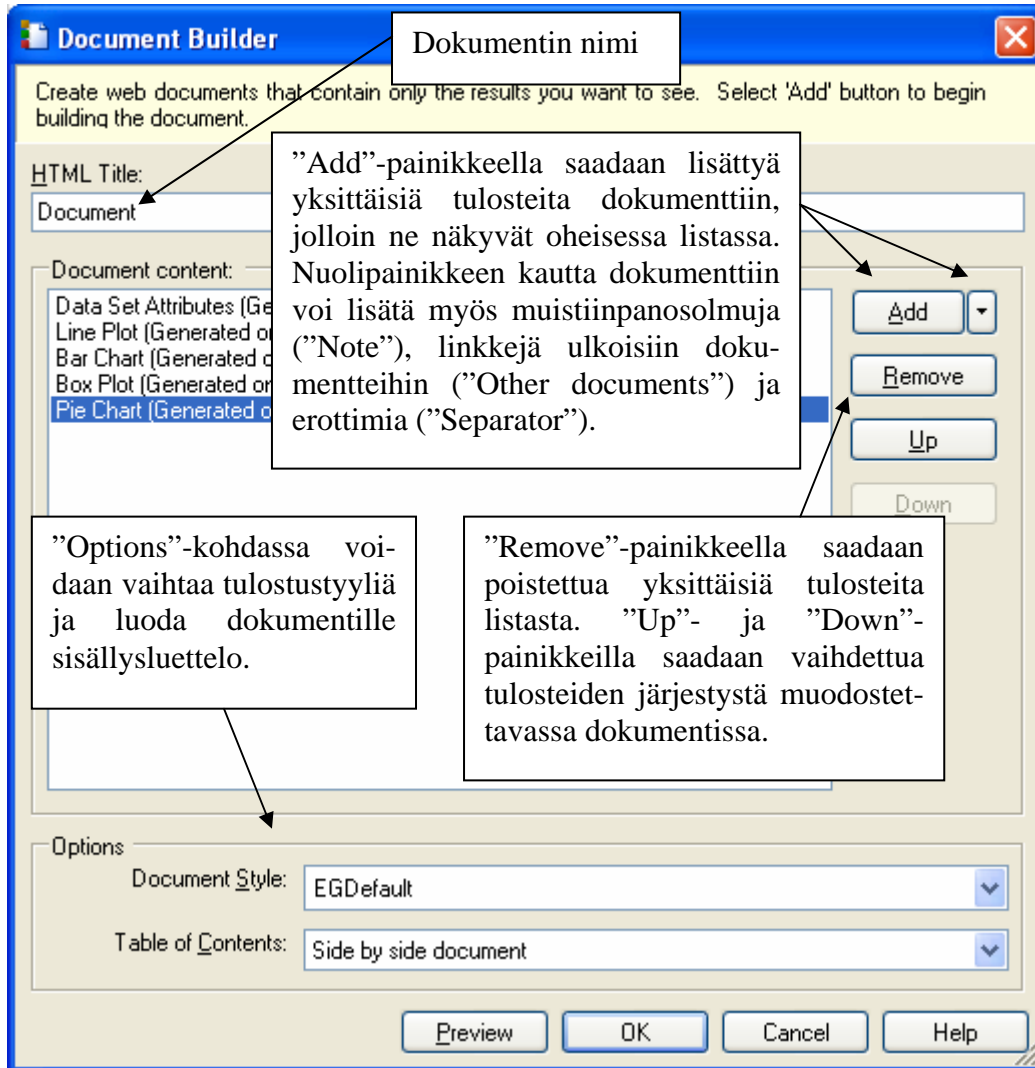 Document Builder
Dokumentin nimi
Create web documents that contain only the results you want to see. Select 'Add' button to begin
building the document.
HTML Title:
Document
”Add”-painikkeella saadaan lisättyä
yksittäisiä tulosteita dokumenttiin,
jolloin ne näkyvät oheisessa listassa.
Nuolipainikkeen kautta dokumenttiin
voi lisätä myös muistiinpanosolmuja
(”Note”), linkkejä ulkoisiin doku-
mentteihin (”Other documents”) ja
erottimia (”Separator”).
Document content:
Data Set Attributes (Ge
Line Plot (Generated or
Bar Chart (Generated o
Box Plot (Generated or
Pie Chart (Generated o
Add
Remove
Up
Down
”Options”-kohdassa voi-
daan vaihtaa tulostustyyliä
ja luoda dokumentille
sisällysluettelo.
”Remove”-painikkeella saadaan
poistettua yksittäisiä tulosteita
listasta. ”Up”- ja ”Down”-
painikkeilla saadaan vaihdettua
tulosteiden järjestystä muodostet-
tavassa dokumentissa.
Options
Document Style:
EGDefault
Table of Contents:
Side by side document
Preview
OK
Cancel
Help